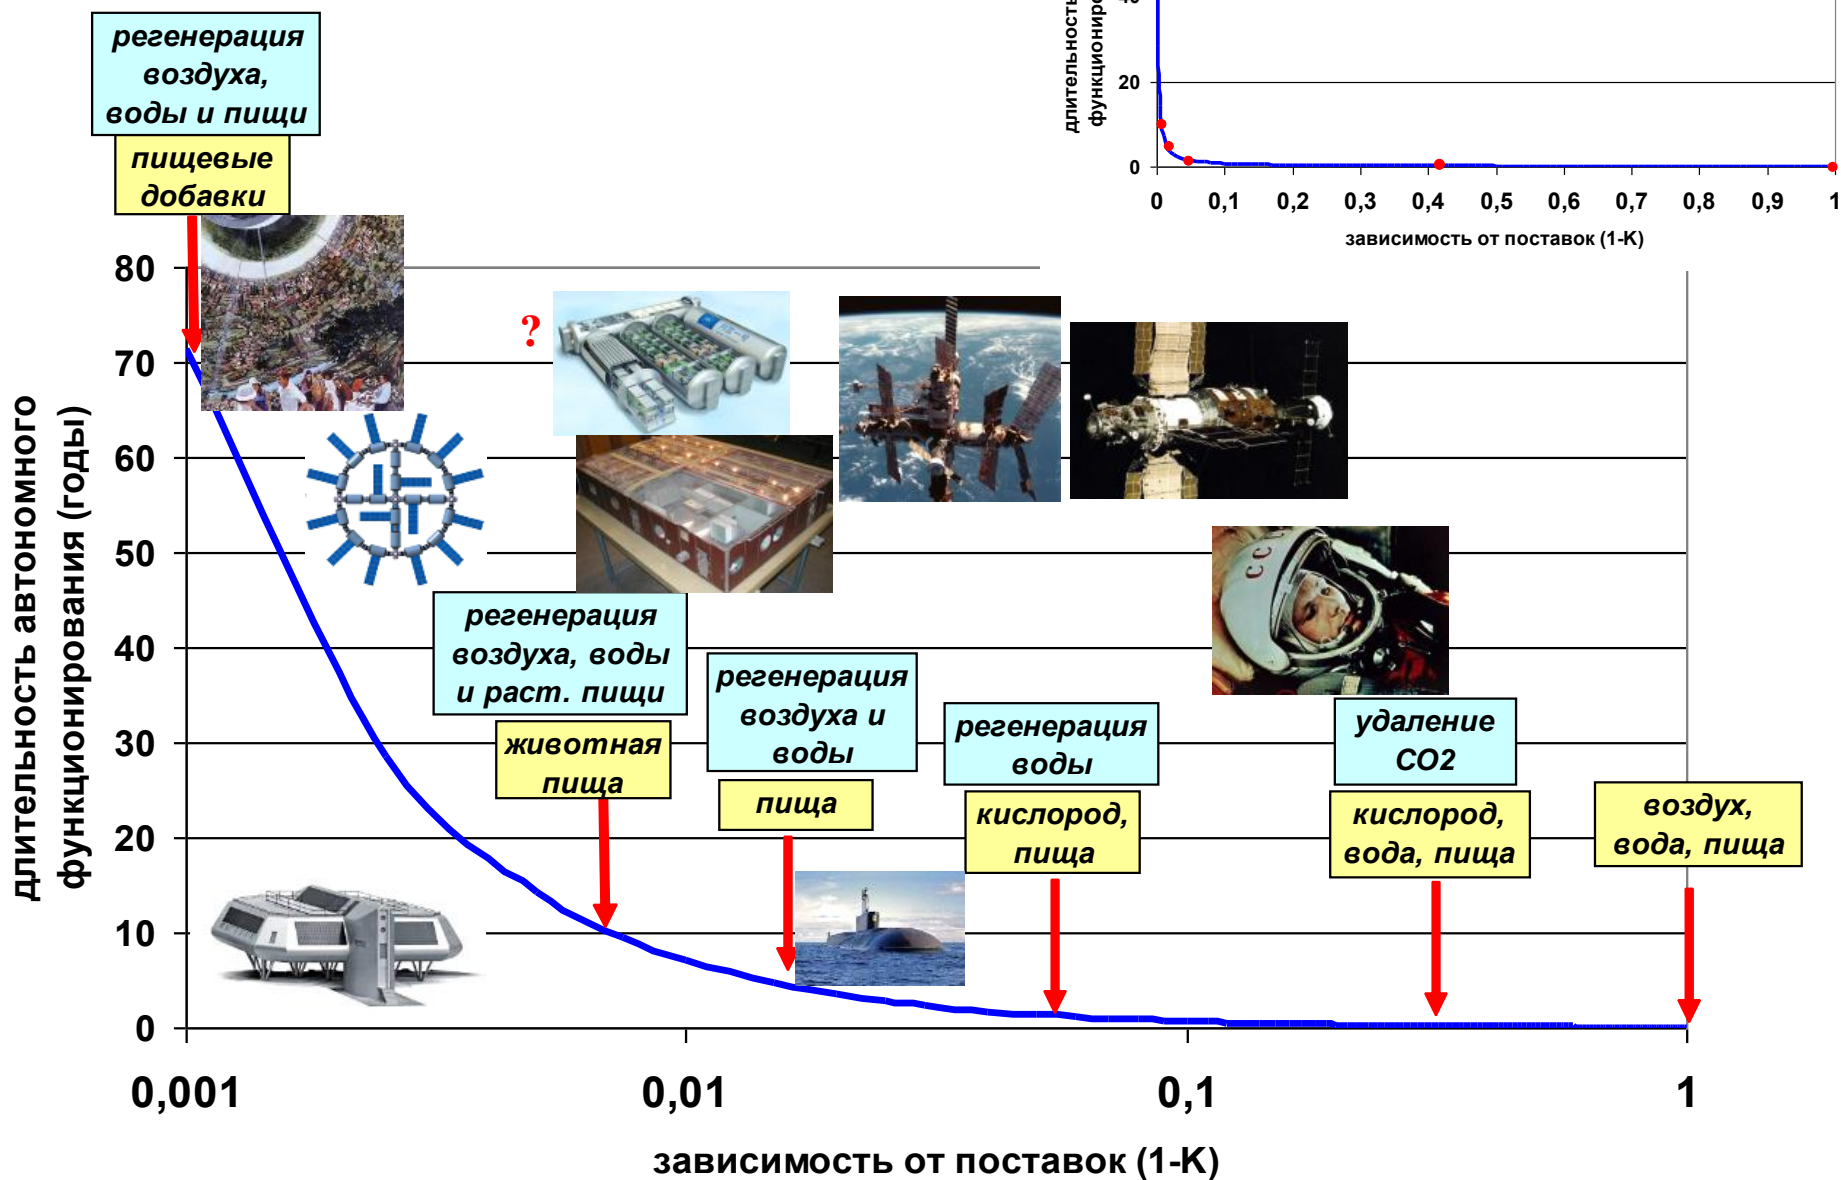 регенерация
воздуха,
воды и пищи
пищевые
добавки
40
20
0
0
0,1
0,2
0,3
0,4
0,5
0,6
0,7
0,8
0,9
1
зависимость от поставок (1-K)
длительность автономного
функционирования (годы)
80
70
60
50
40
30
20
10
0
?
СС
регенерация
воздуха, воды
и раст. пищи
животная
пища
регенерация
воздуха и
воды
пища
регенерация
воды
кислород,
пища
удаление
СО2
кислород,
вода, пища
воздух,
вода, пища
0,001
0,01
0,1
1
зависимость от поставок (1-K)